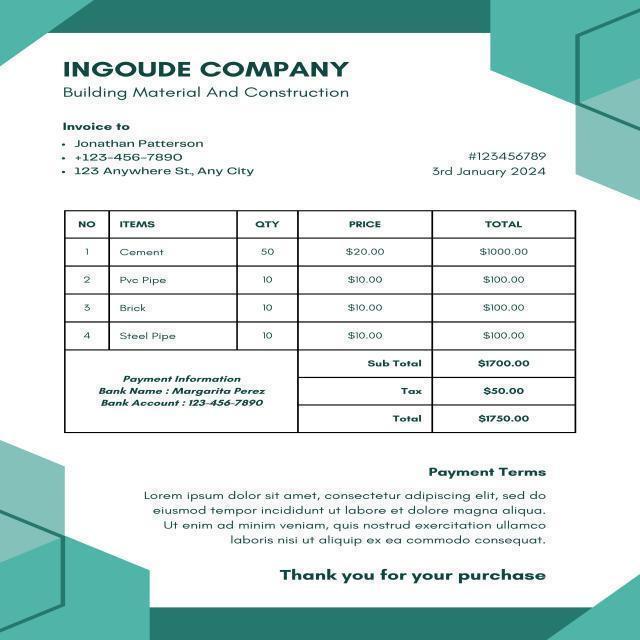 INGOUDE COMPANY
Building Material And Construction
Invoice to
• Jonathan Patterson
• +123-456-7890
• 123 Anywhere St., Any City
#123456789
3rd January 2024
NO ITEMS QTY PRICE TOTAL
1 Cement 50 $20.00 $1000.00
2 Pvc Pipe 10 $10.00 $100.00
3 Brick 10 $10.00 $100.00
4 Steel Pipe 10 $10.00 $100.00
Sub Total $1700.00
Tax $50.00
Total $1750.00
Payment Information
Bank Name : Margarita Perez
Bank Account : 123-456-7890
Payment Terms
Lorem ipsum dolor sit amet, consectetur adipiscing elit, sed do
eiusmod tempor incididunt ut labore et dolore magna aliqua.
Ut enim ad minim veniam, quis nostrud exercitation ullamco
laboris nisi ut aliquip ex ea commodo consequat.
Thank you for your purchase